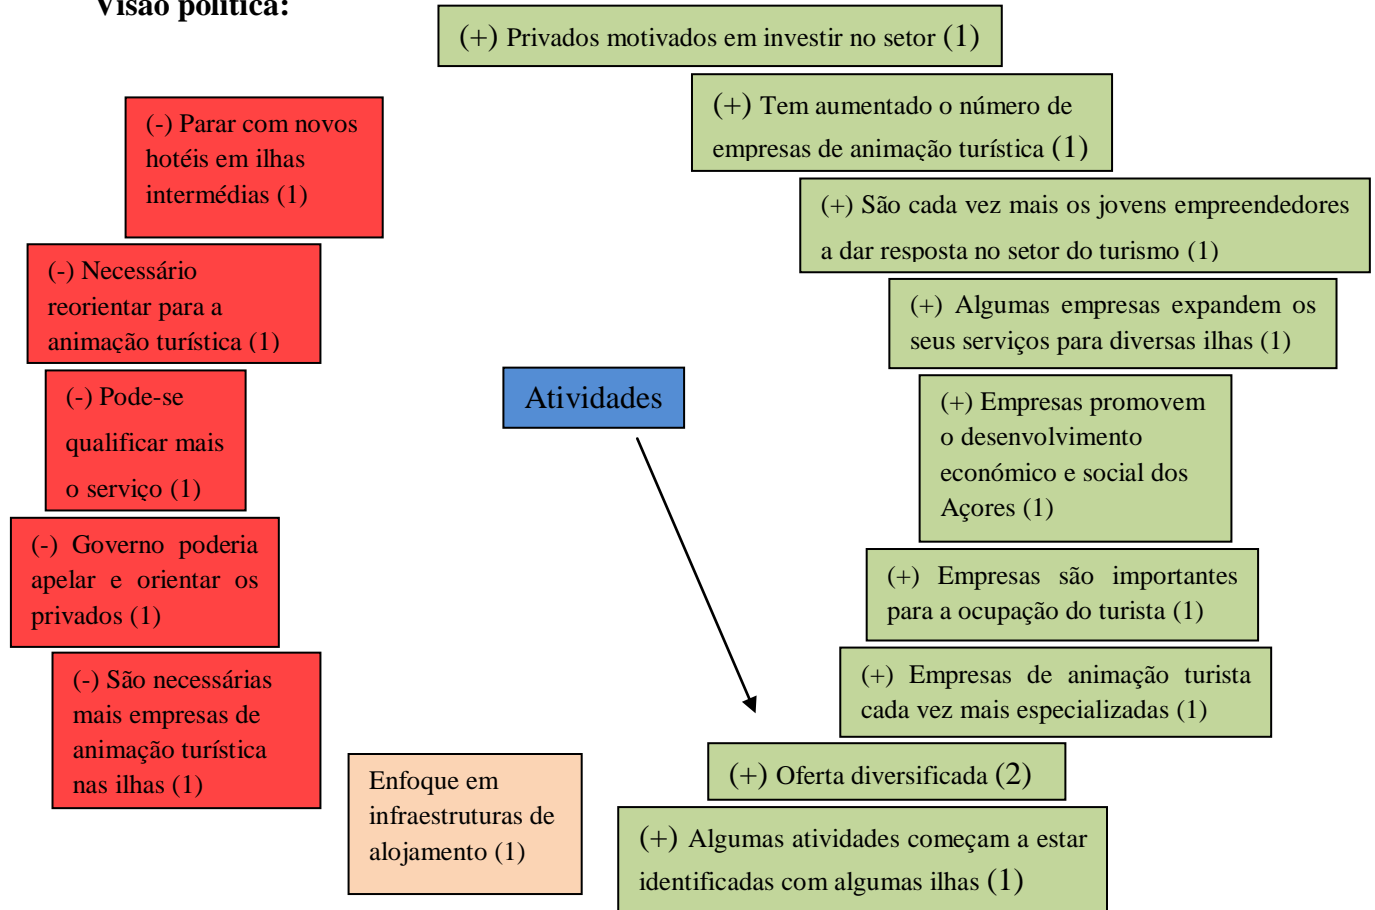 Visão política:
(+) Privados motivados em investir no setor (1)
(+) Tem aumentado o número de
empresas de animação turística (1)
(+) São cada vez mais os jovens empreendedores
a dar resposta no setor do turismo (1)
(+) Algumas empresas expandem os
seus serviços para diversas ilhas (1)
(+) Empresas promovem
o desenvolvimento
económico e social dos
Açores (1)
(+) Empresas são importantes
para a ocupação do turista (1)
(+) Empresas de animação turista
cada vez mais especializadas (1)
(+) Oferta diversificada (2)
(+) Algumas atividades começam a estar
identificadas com algumas ilhas (1)
Atividades
(-) Parar com novos
hotéis em ilhas
intermédias (1)
(-) Necessário
reorientar para a
animação turística (1)
(-) Pode-se
qualificar mais
o serviço (1)
(-) Governo poderia
apelar e orientar os
privados (1)
(-) São necessárias
mais empresas de
animação turística
nas ilhas (1)
Enfoque em
infraestruturas de
alojamento (1)